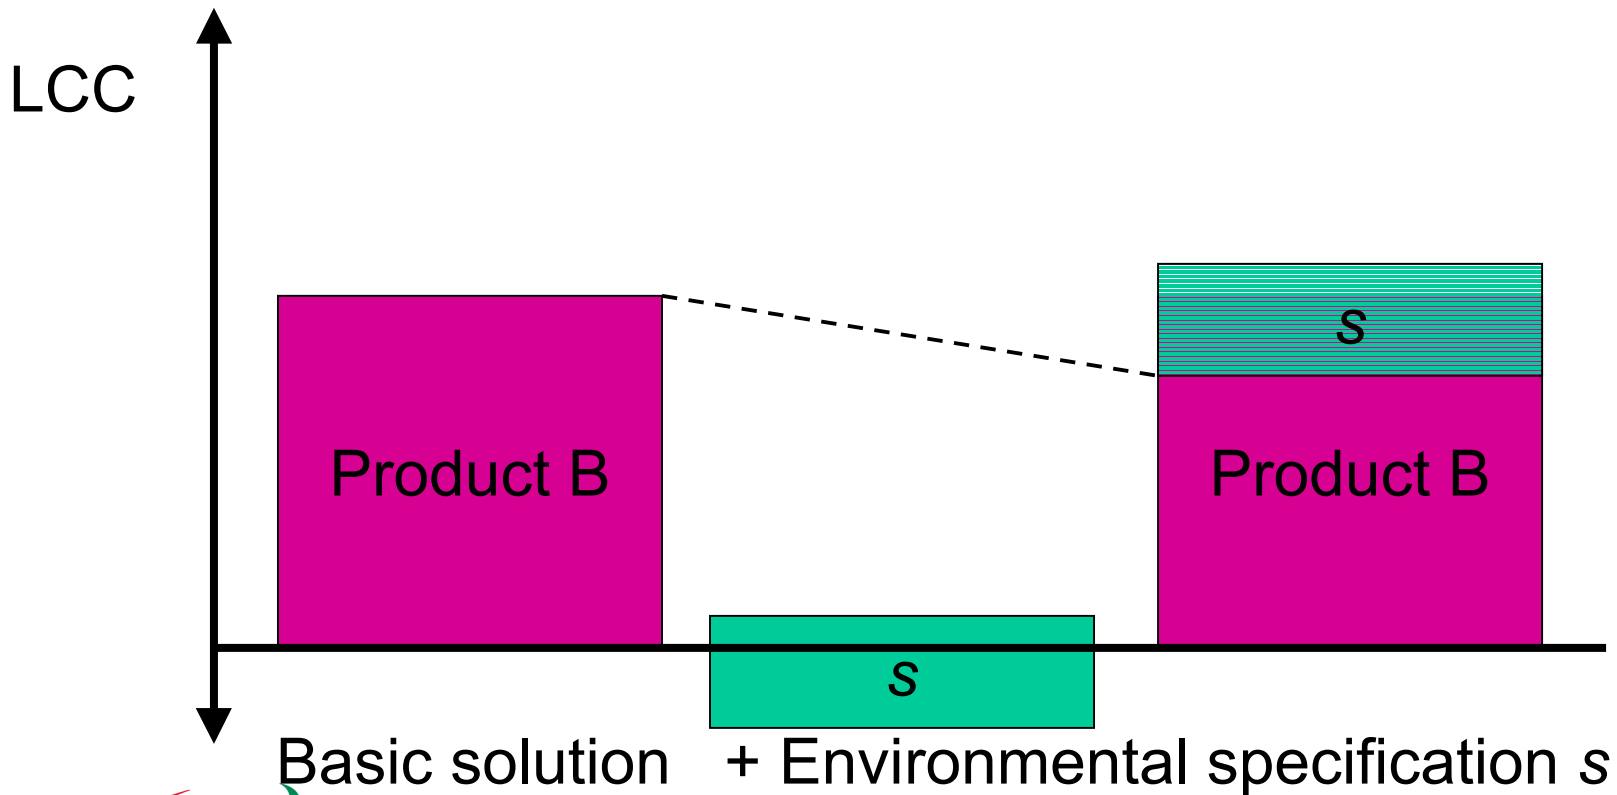 LCC
s
Product B
Product B
s
Basic solution + Environmental specification s